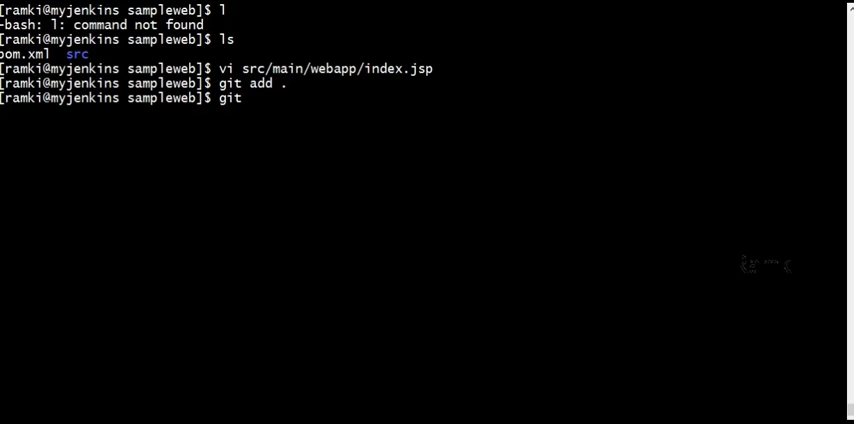 [ramki@myjenkins sampleweb]$ l
-bash: l: command not found
[ramki@myjenkins sampleweb]$ ls
pom.xml  src
[ramki@myjenkins sampleweb]$ vi src/main/webapp/index.jsp
[ramki@myjenkins sampleweb]$ git add .
[ramki@myjenkins sampleweb]$ git